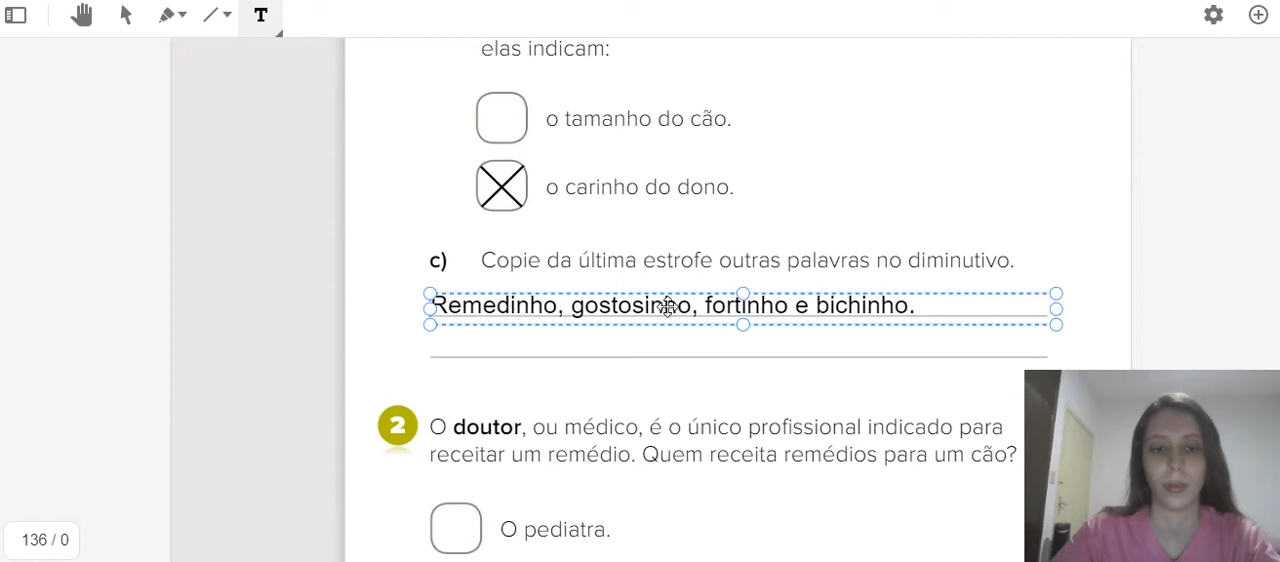 T
elas indicam:
o tamanho do cão.
o carinho do dono.
c) Copie da última estrofe outras palavras no diminutivo.
Remedinho, gostosinho, fortinho e bichinho.
2 O doutor, ou médico, é o único profissional indicado para
receitar um remédio. Quem receita remédios para um cão?
O pediatra.
136 / 0